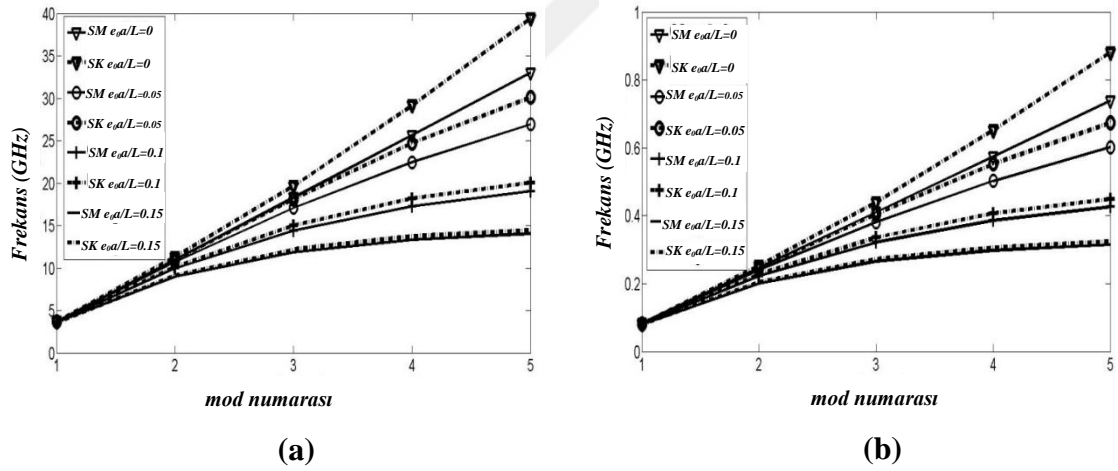 40
35
30
25
20
15
10
5
0
Frekans (GHz)
SM e₀a/L=0
SK e₀a/L=0
SM e₀a/L=0.05
SK e₀a/L=0.05
SM e₀a/L=0.1
SK e₀a/L=0.1
SM e₀a/L=0.15
SK e₀a/L=0.15
1 2 3 4 5
mod numarası
(a)
1
0.8
0.6
0.4
0.2
0
Frekans (GHz)
SM e₀a/L=0
SK e₀a/L=0
SM e₀a/L=0.05
SK e₀a/L=0.05
SM e₀a/L=0.1
SK e₀a/L=0.1
SM e₀a/L=0.15
SK e₀a/L=0.15
1 2 3 4 5
mod numarası
(b)